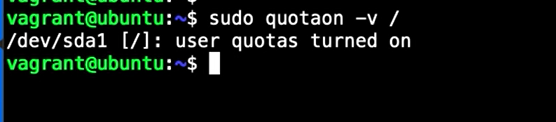 vagrant@ubuntu:~$ sudo quotaon -v /
/dev/sda1 [/]: user quotas turned on
vagrant@ubuntu:~$